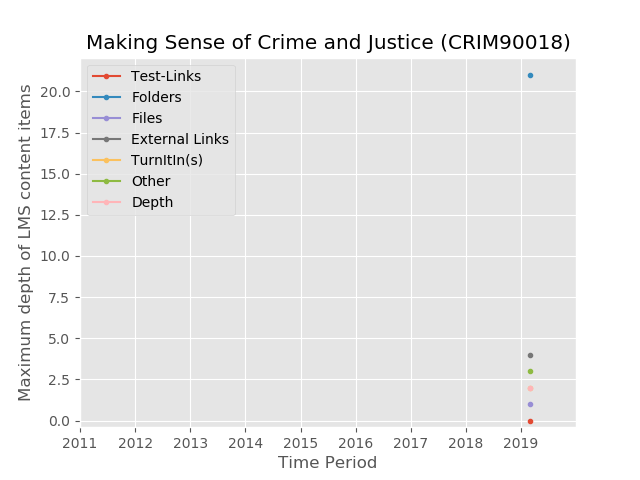 Making Sense of Crime and Justice (CRIM90018)
Test-Links
Folders
Files
External Links
TurnItIn(s)
Other
Depth
Maximum depth of LMS content items
20.0
17.5
15.0
12.5
10.0
7.5
5.0
2.5
0.0
2011 2012 2013 2014 2015 2016 2017 2018 2019
Time Period